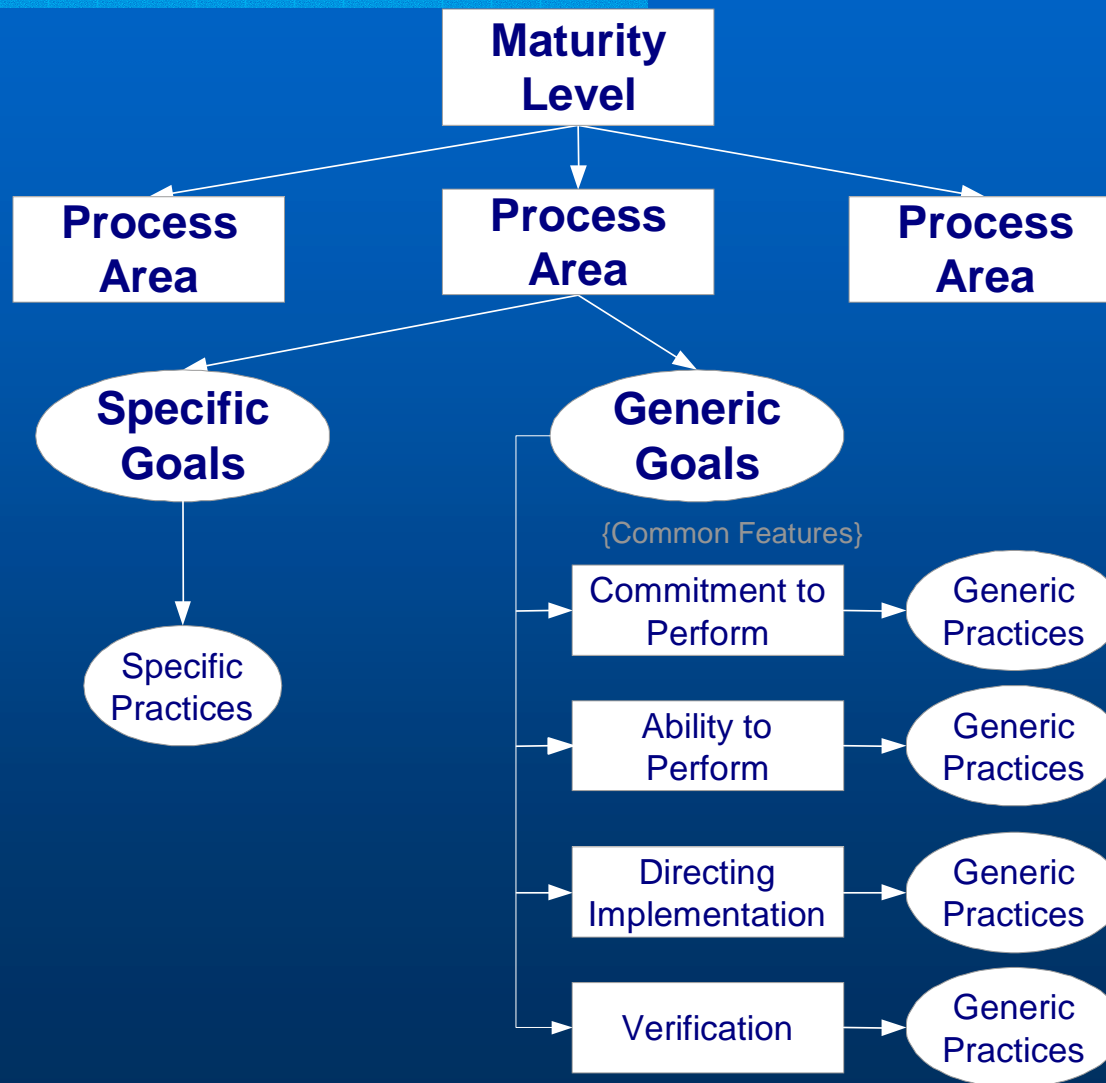 Maturity
Level
Process
Area
Process
Area
Process
Area
Specific
Goals
Generic
Goals
{Common Features}
Commitment to
Perform
Generic
Practices
Specific
Practices
Ability to
Perform
Generic
Practices
Directing
Implementation
Generic
Practices
Verification
Generic
Practices